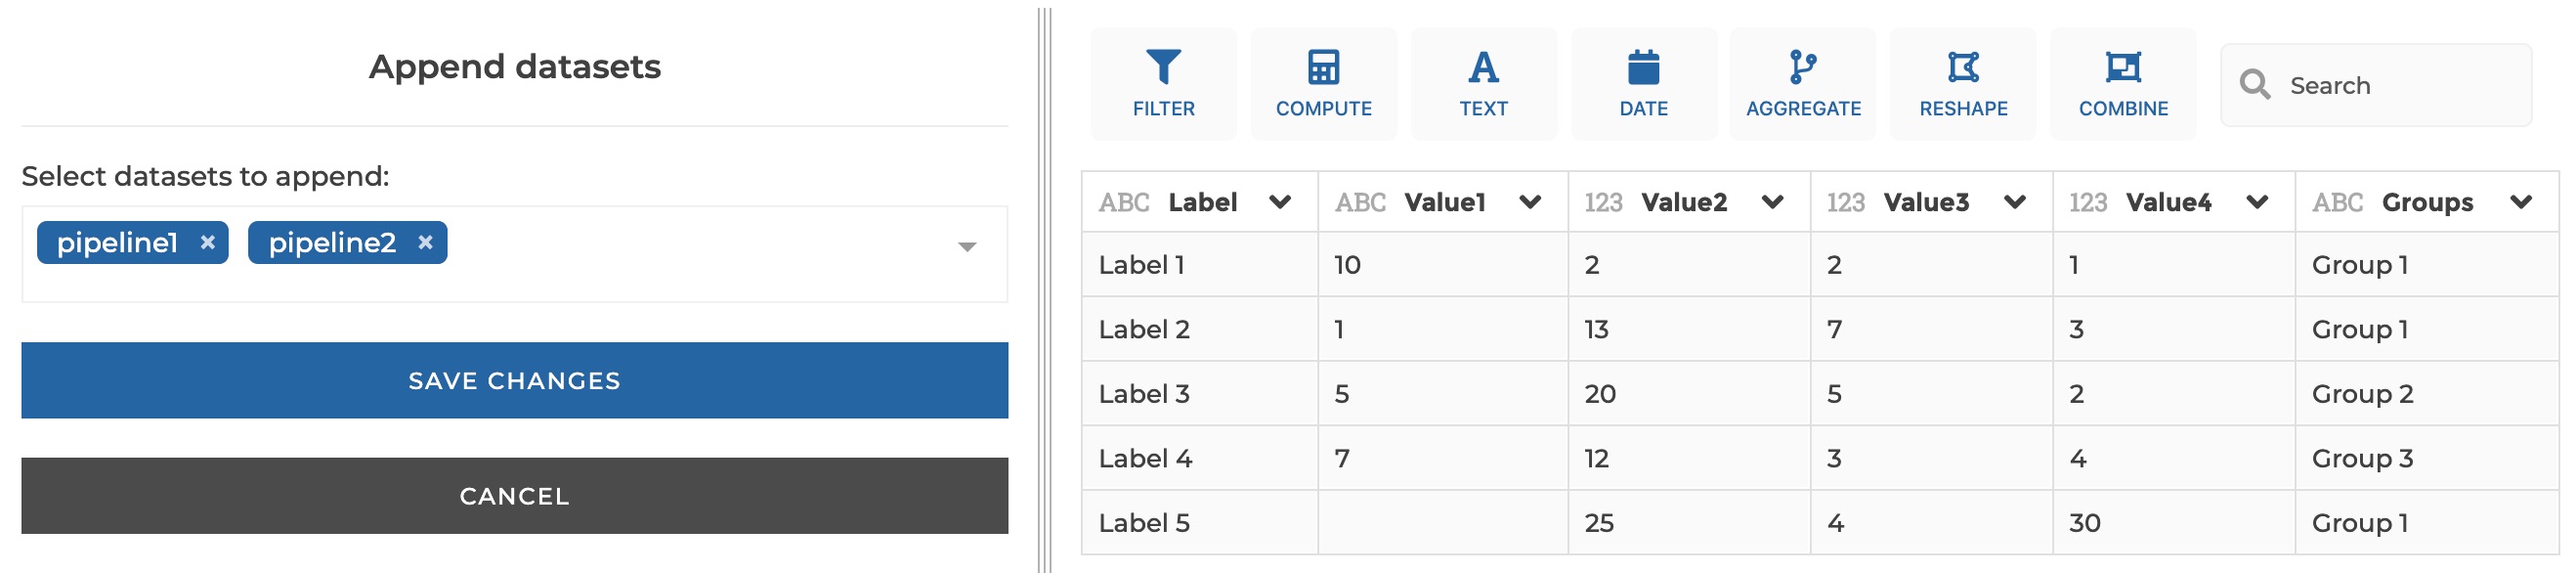 Append datasets
Select datasets to append:
pipeline1 × pipeline2 ×
SAVE CHANGES
CANCEL
FILTER COMPUTE TEXT DATE AGGREGATE RESHAPE COMBINE Search
ABC Label ABC Value1 123 Value2 123 Value3 123 Value4 ABC Groups
Label 1 10 2 2 1 Group 1
Label 2 1 13 7 3 Group 1
Label 3 5 20 5 2 Group 2
Label 4 7 12 3 4 Group 3
Label 5 25 4 30 Group 1